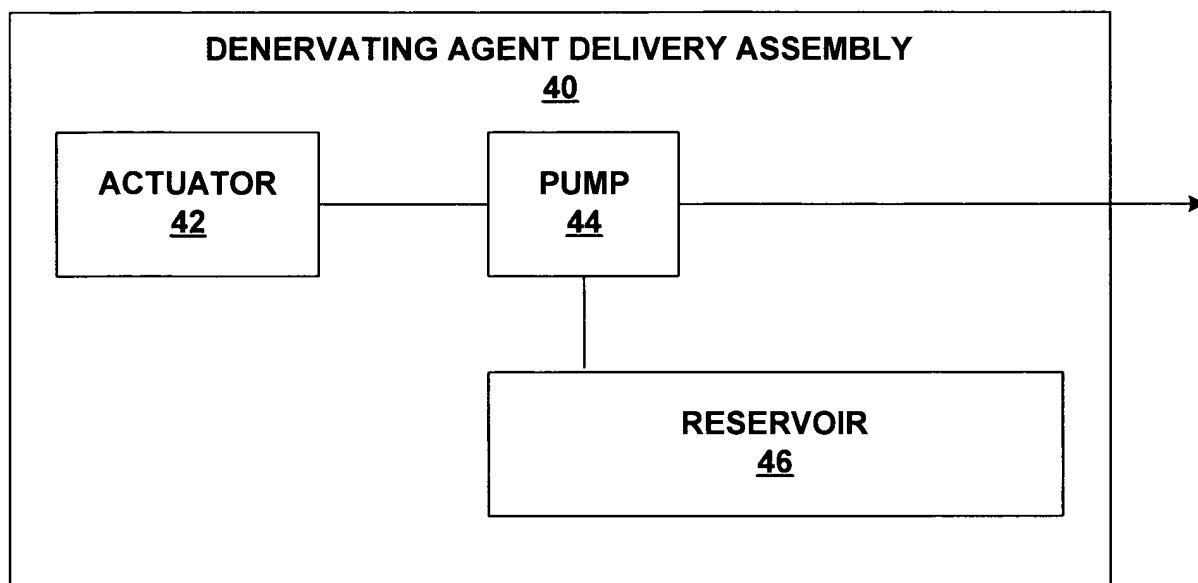 DENERVATING AGENT DELIVERY ASSEMBLY
40
ACTUATOR
42
PUMP
44
RESERVOIR
46